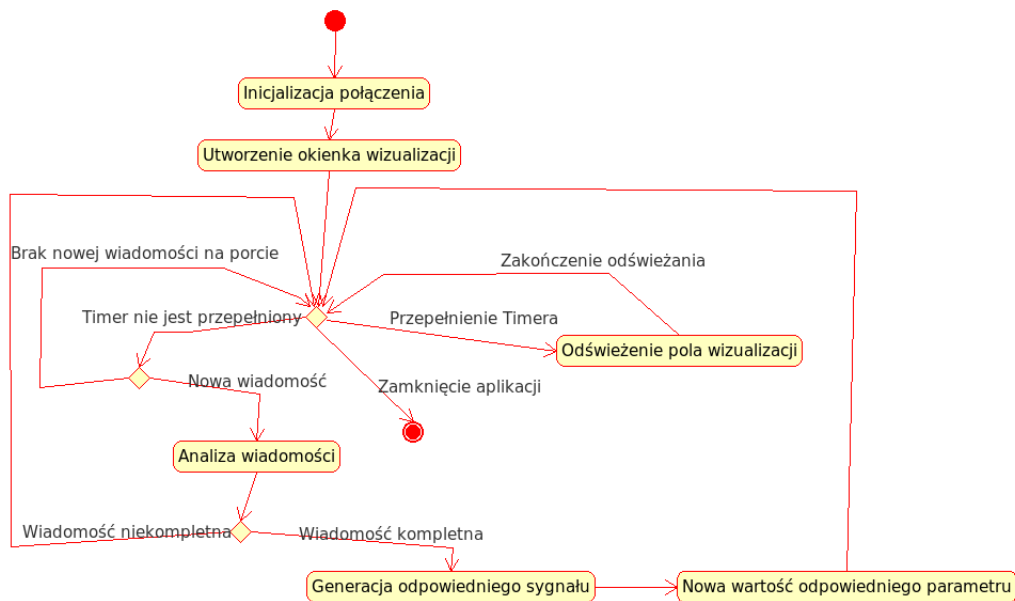 Inicjalizacja połączenia
Utworzenie okienka wizualizacji
Brak nowej wiadomości na porcie
Zakończenie odświeżania
Timer nie jest przepełniony
Przepełnienie Timera
Odświeżenie pola wizualizacji
Nowa wiadomość
Zamknięcie aplikacji
Analiza wiadomości
Wiadomość niekompletna
Wiadomość kompletna
Generacja odpowiedniego sygnału
Nowa wartość odpowiedniego parametru